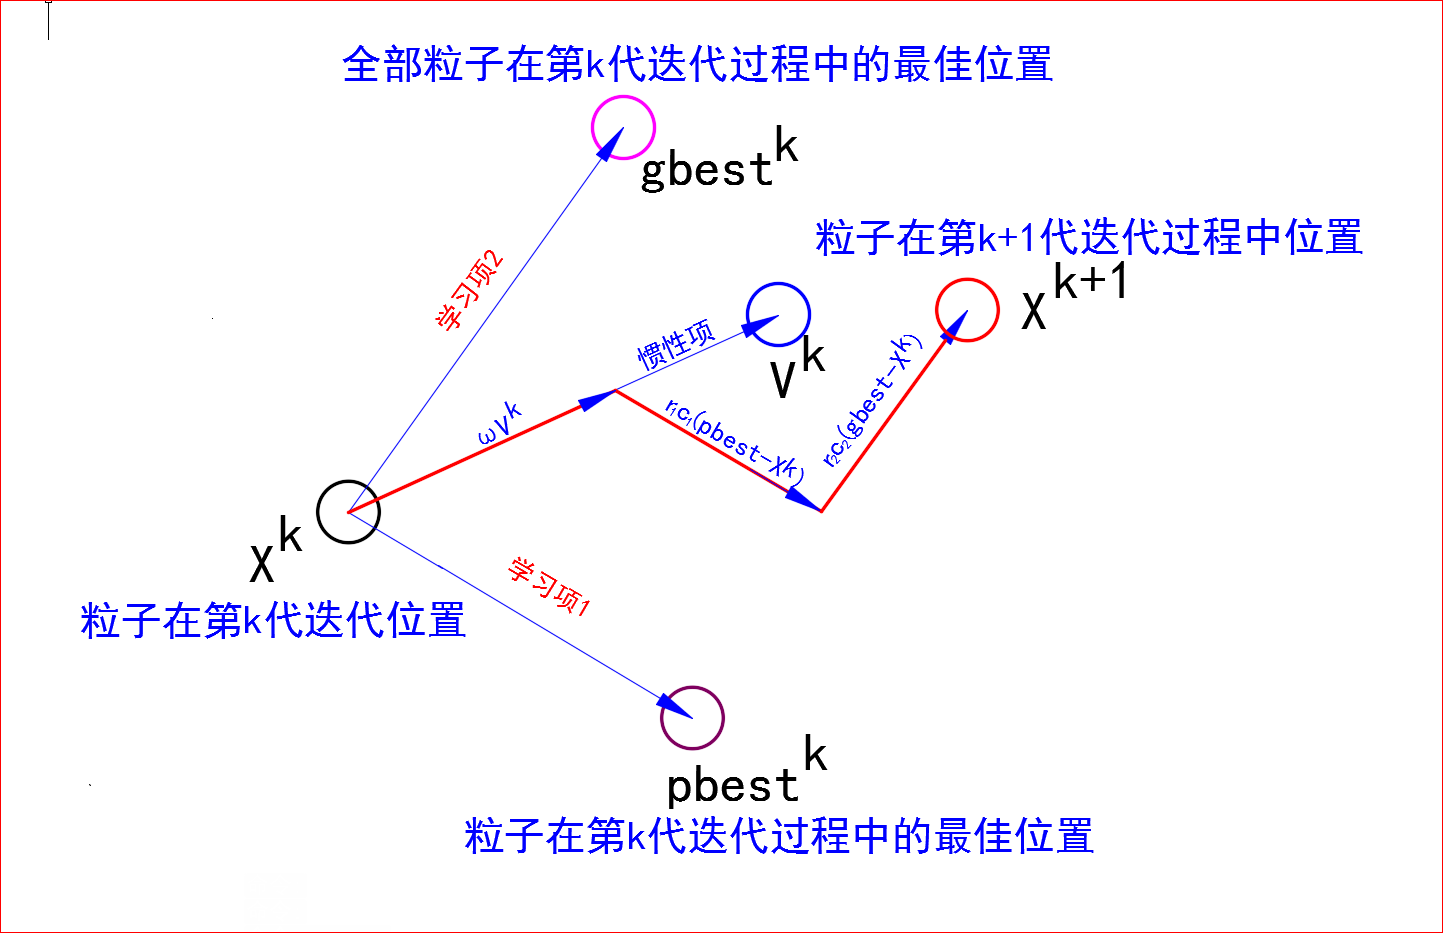 全部粒子在第k代迭代过程中的最佳位置
gbest^k
粒子在第k+1代迭代过程中位置
X^k+1
学习项2
惯性项
V^k
ωV^k
r₁c₁(pbest-Xk)
r₂c₂(gbest-Xk)
X^k
粒子在第k代迭代位置
学习项1
pbest^k
粒子在第k代迭代过程中的最佳位置